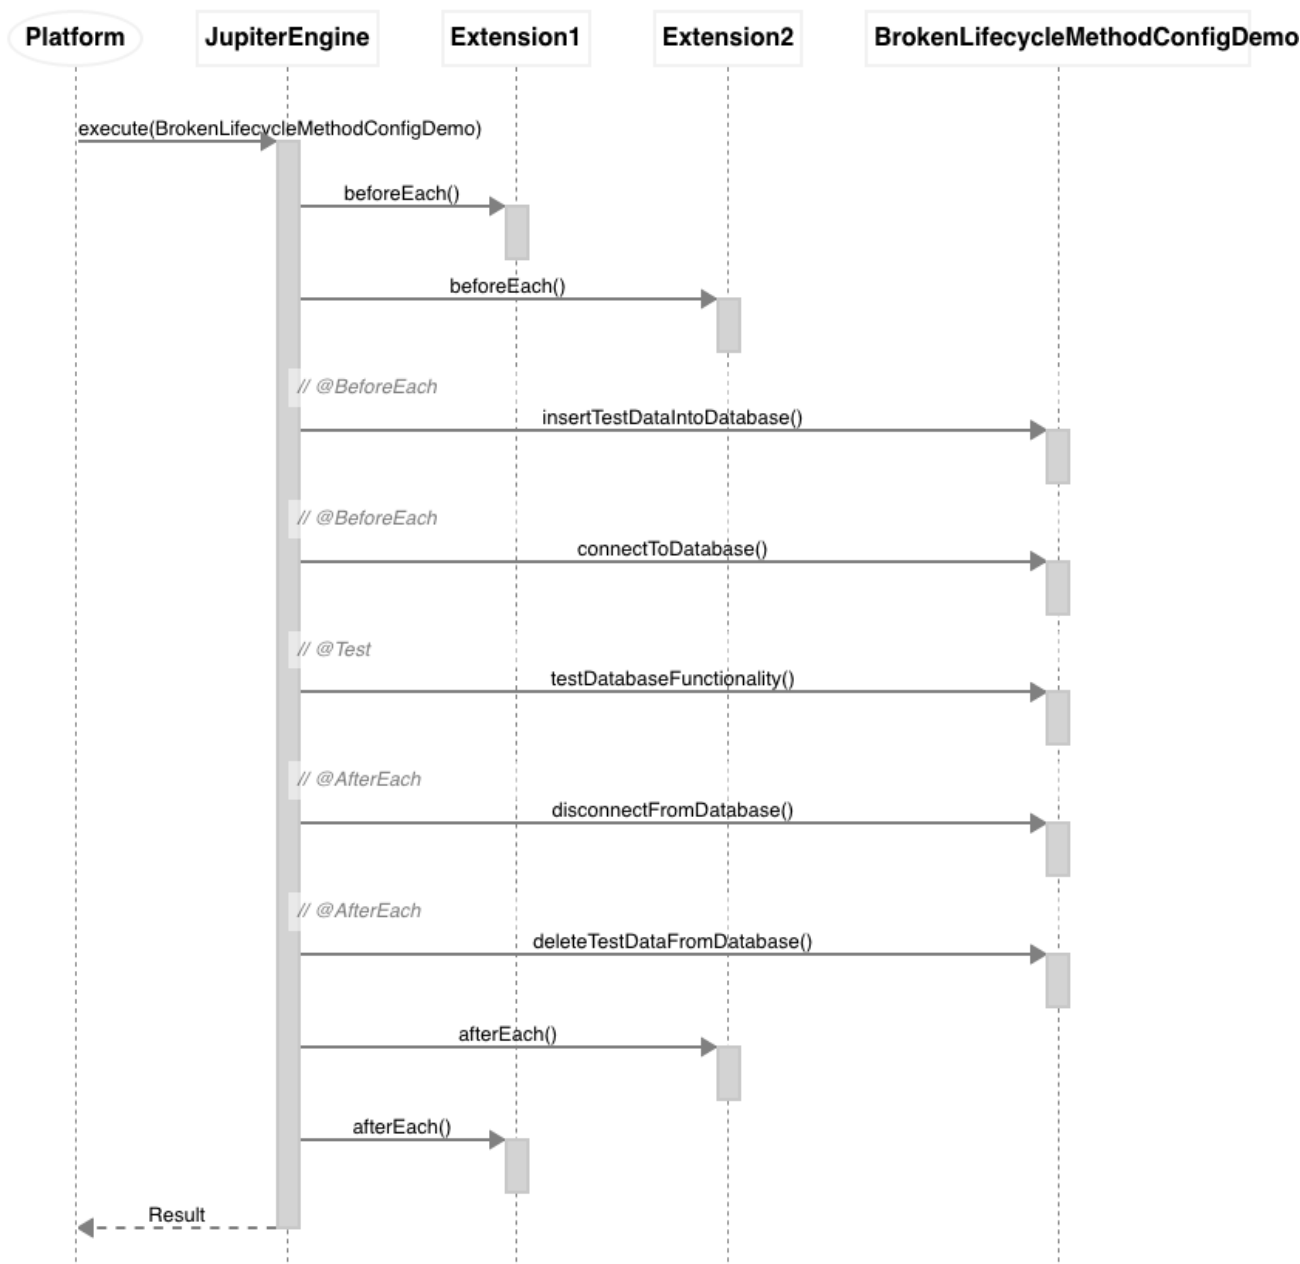 Platform JupiterEngine Extension1 Extension2 BrokenLifecycleMethodConfigDemo
execute(BrokenLifecycleMethodConfigDemo)
beforeEach()
beforeEach()
// @BeforeEach
insertTestDataIntoDatabase()
// @BeforeEach
connectToDatabase()
// @Test
testDatabaseFunctionality()
// @AfterEach
disconnectFromDatabase()
// @AfterEach
deleteTestDataFromDatabase()
afterEach()
afterEach()
Result